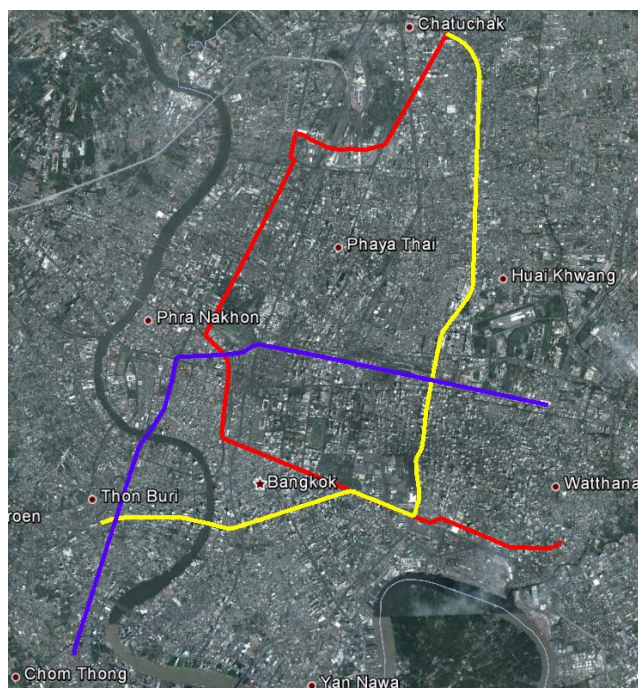 Chatuchak
Phaya Thai
Huai Khwang
Phra Nakhon
Bangkok
Watthana
Thon Buri
roen
Chom Thong
Yan Nawa